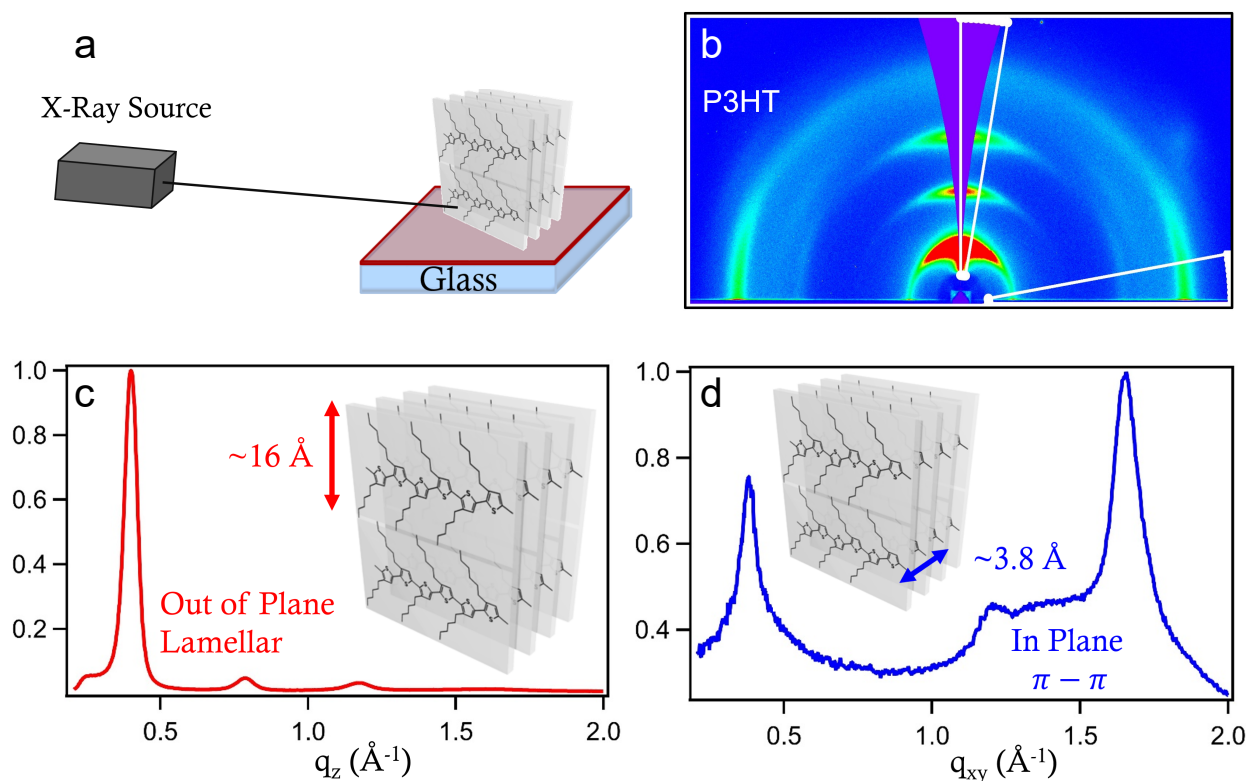 a
X-Ray Source
Glass
b
P3HT
c
1.0
0.8
0.6
0.4
0.2
~16 Å
Out of Plane
Lamellar
0.5
1.0
1.5
2.0
q_z (Å⁻¹)
d
1.0
0.8
0.6
0.4
~3.8 Å
In Plane
π − π
0.5
1.0
1.5
2.0
q_xy (Å⁻¹)